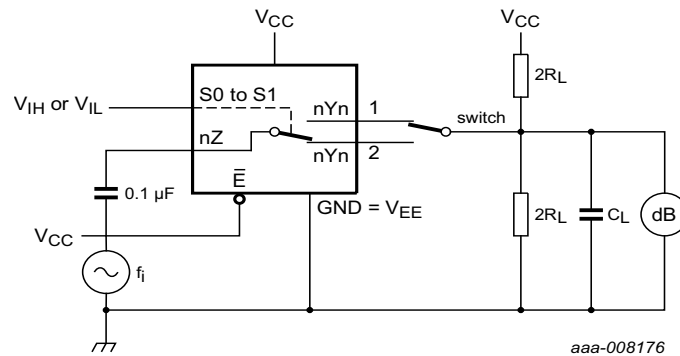 VCC
VCC
S0 to S1
nYn
1
2RL
VIH or VIL
switch
nZ
nYn
2
E̅
0.1 µF
GND = VEE
2RL
CL
dB
VCC
fi
aaa-008176